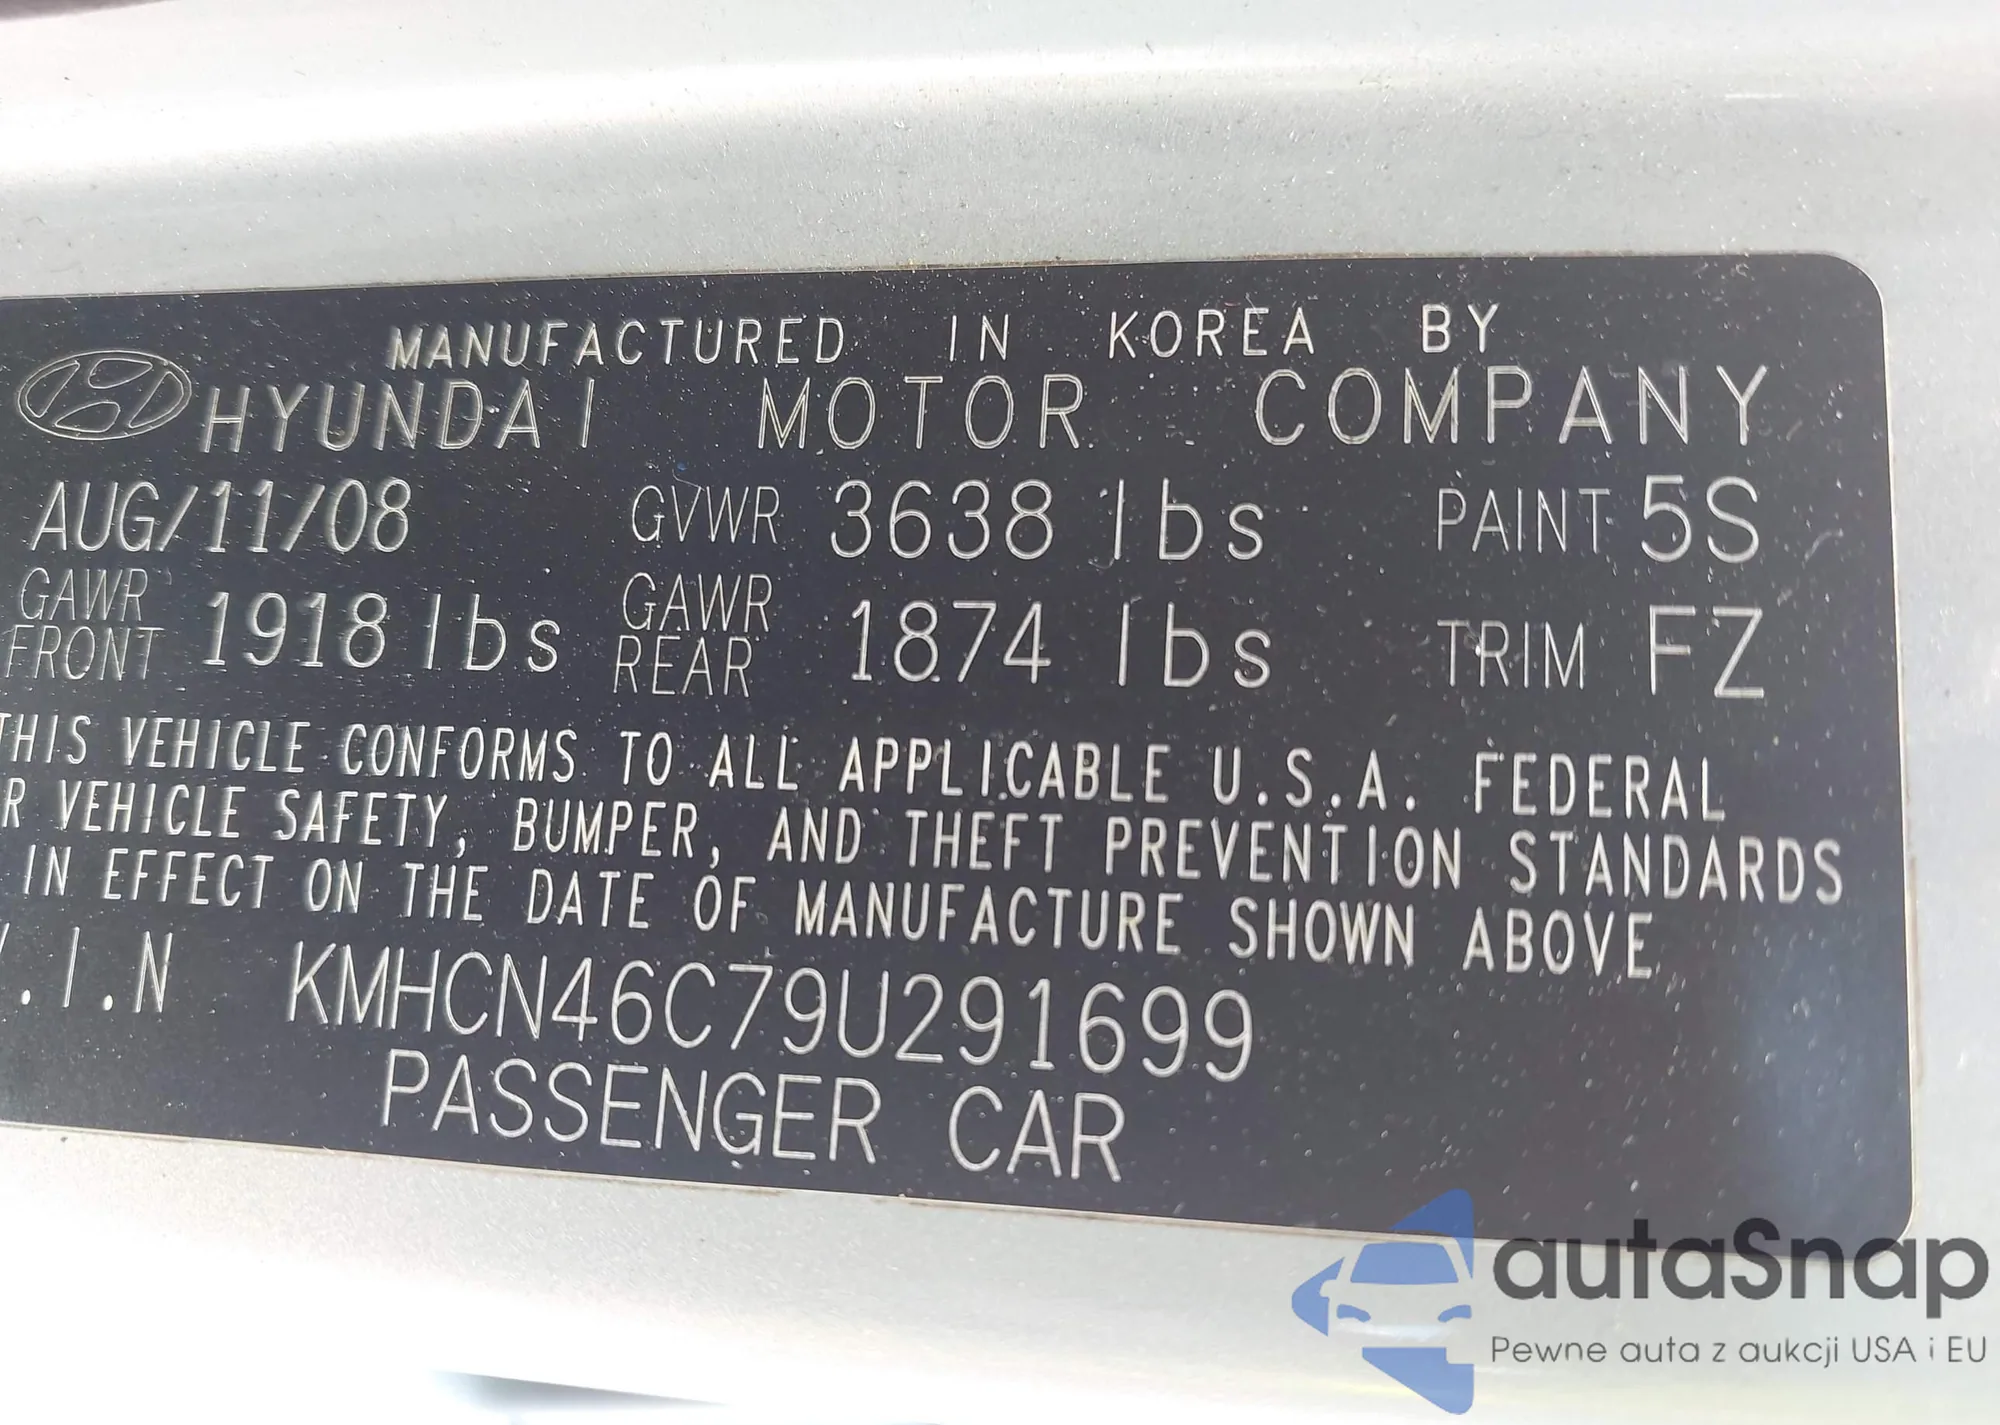 MANUFACTURED IN KOREA BY
HYUNDAI MOTOR COMPANY
AUG/11/08 GVWR 3638 lbs PAINT 5S
GAWR FRONT 1918 lbs GAWR REAR 1874 lbs TRIM FZ
THIS VEHICLE CONFORMS TO ALL APPLICABLE U.S.A. FEDERAL
R VEHICLE SAFETY, BUMPER, AND THEFT PREVENTION STANDARDS
IN EFFECT ON THE DATE OF MANUFACTURE SHOWN ABOVE
V.I.N KMHCN46C79U291699
PASSENGER CAR
autaSnap
Pewne auta z aukcji USA i EU